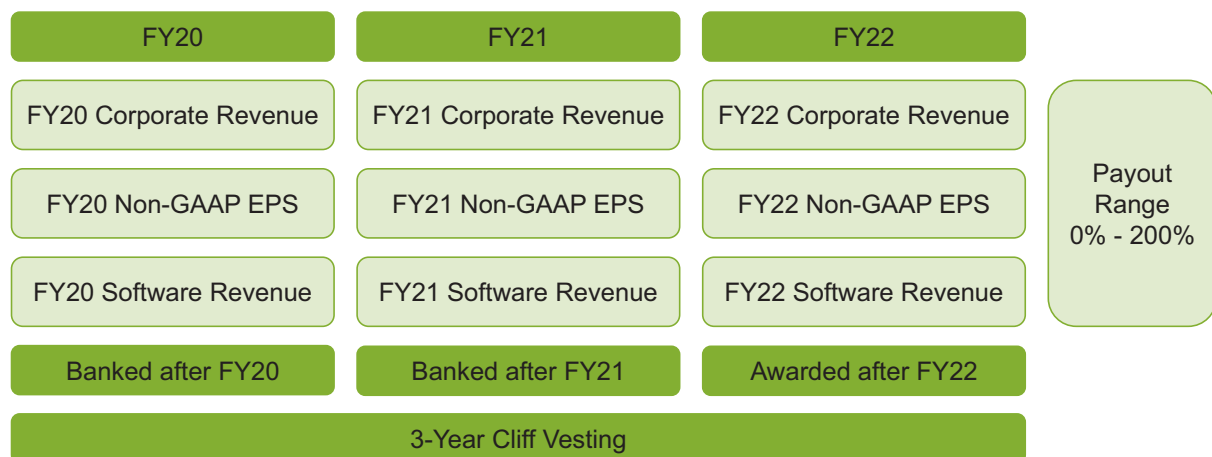 FY20
FY21
FY22
FY20 Corporate Revenue
FY21 Corporate Revenue
FY22 Corporate Revenue
FY20 Non-GAAP EPS
FY21 Non-GAAP EPS
FY22 Non-GAAP EPS
FY20 Software Revenue
FY21 Software Revenue
FY22 Software Revenue
Payout
Range
0% - 200%
Banked after FY20
Banked after FY21
Awarded after FY22
3-Year Cliff Vesting